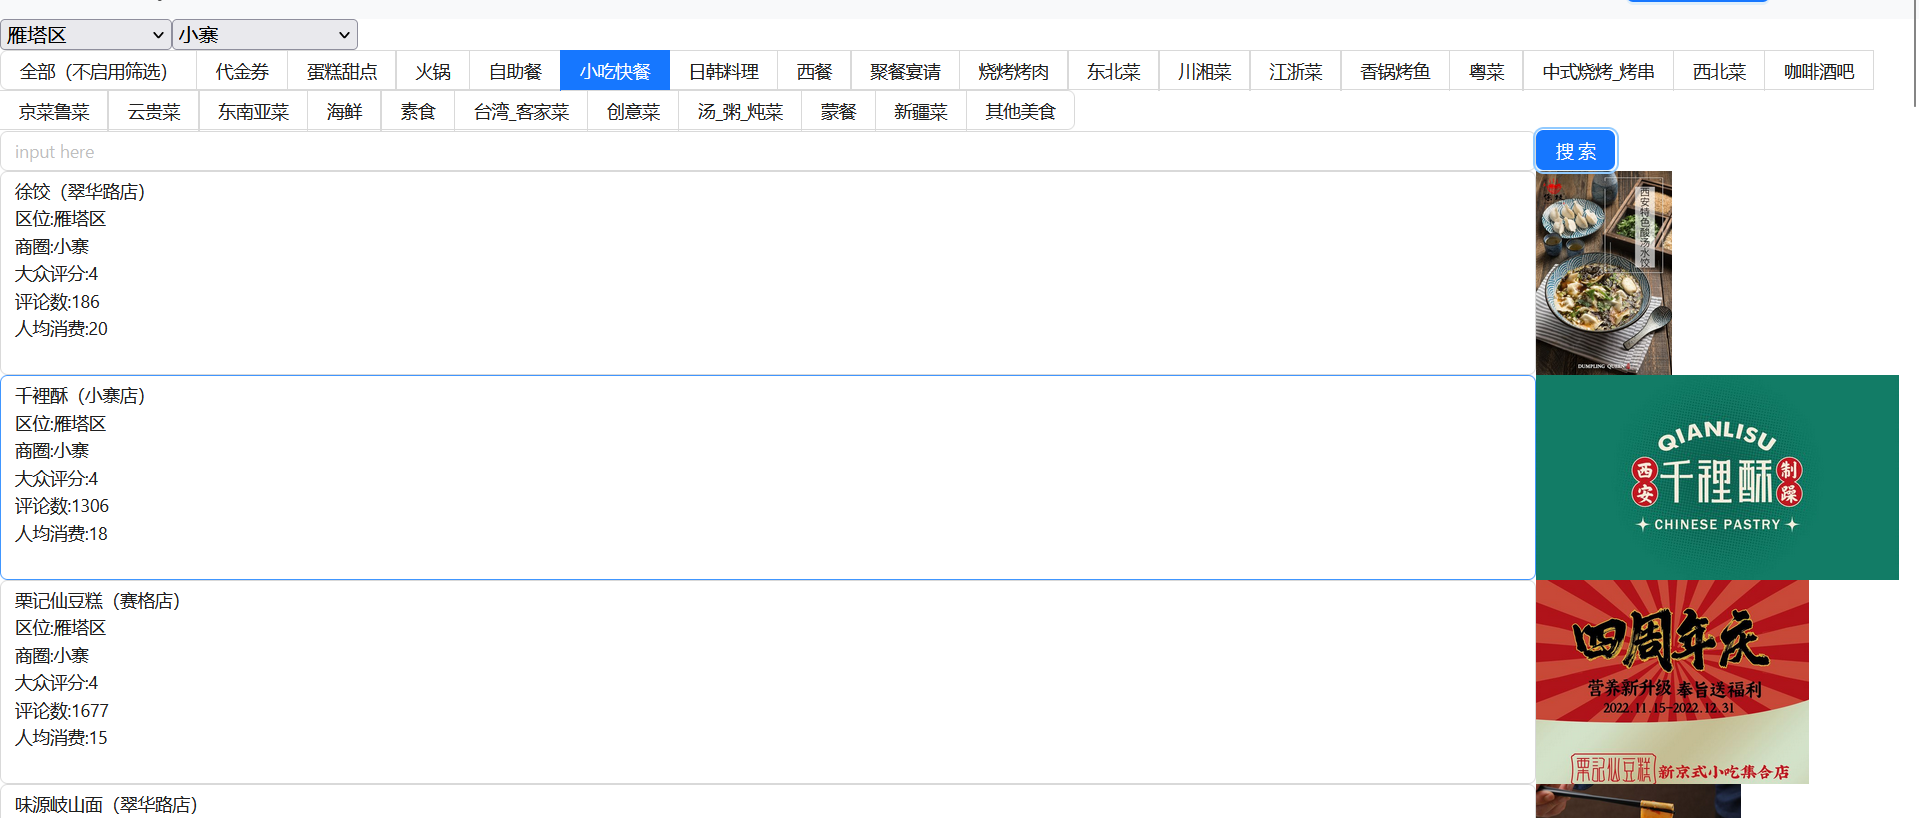 雁塔区 小寨
全部（不启用筛选） 代金券 蛋糕甜点 火锅 自助餐 小吃快餐 日韩料理 西餐 聚餐宴请 烧烤烤肉 东北菜 川湘菜 江浙菜 香锅烤鱼 粤菜 中式烧烤_烤串 西北菜 咖啡酒吧
京菜鲁菜 云贵菜 东南亚菜 海鲜 素食 台湾_客家菜 创意菜 汤_粥_炖菜 蒙餐 新疆菜 其他美食
input here 搜 索
徐饺（翠华路店）
区位:雁塔区
商圈:小寨
大众评分:4
评论数:186
人均消费:20
西安特色酸汤水饺
DUMPLING QUEEN
千裡酥（小寨店）
区位:雁塔区
商圈:小寨
大众评分:4
评论数:1306
人均消费:18
QIANLISU
西安 千裡酥 制躁
CHINESE PASTRY
栗记仙豆糕（赛格店）
区位:雁塔区
商圈:小寨
大众评分:4
评论数:1677
人均消费:15
四周年庆
营养新升级 奉旨送福利
2022.11.15-2022.12.31
栗記仙豆糕 新京式小吃集合店
味源岐山面（翠华路店）